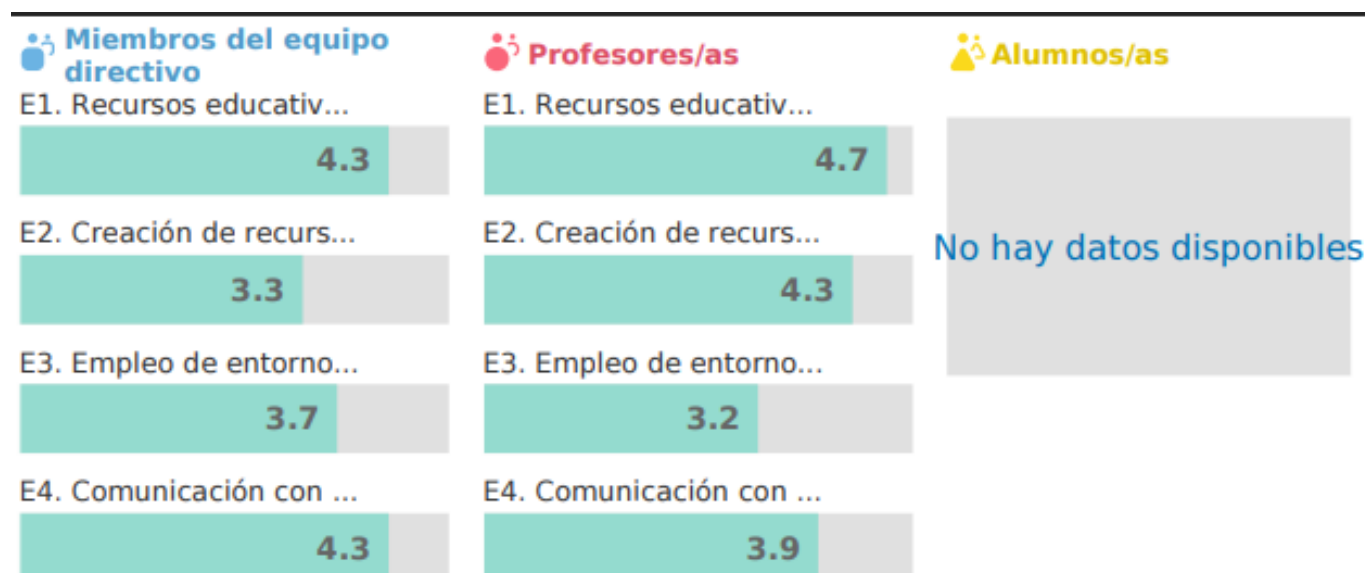 Miembros del equipo
directivo
E1. Recursos educativ...
4.3
E2. Creación de recurs...
3.3
E3. Empleo de entorno...
3.7
E4. Comunicación con ...
4.3
Profesores/as
E1. Recursos educativ...
4.7
E2. Creación de recurs...
4.3
E3. Empleo de entorno...
3.2
E4. Comunicación con ...
3.9
Alumnos/as
No hay datos disponibles